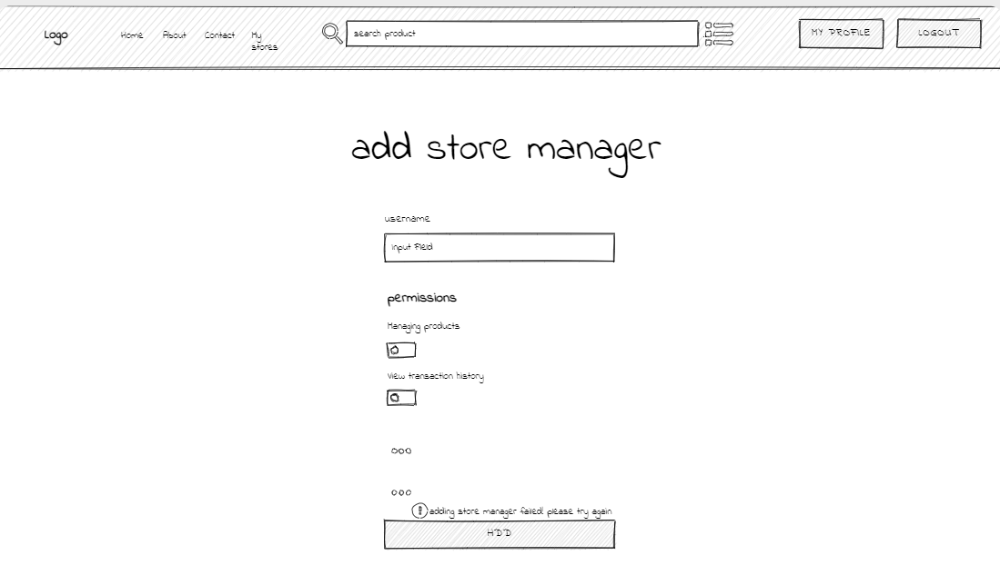 Logo
Home
About
Contact
My
stores
search product
MY PROFILE
LOGOUT
add store manager
username
input field
permissions
Managing products
View transaction history
ooo
ooo
! adding store manager failed! please try again
ADD